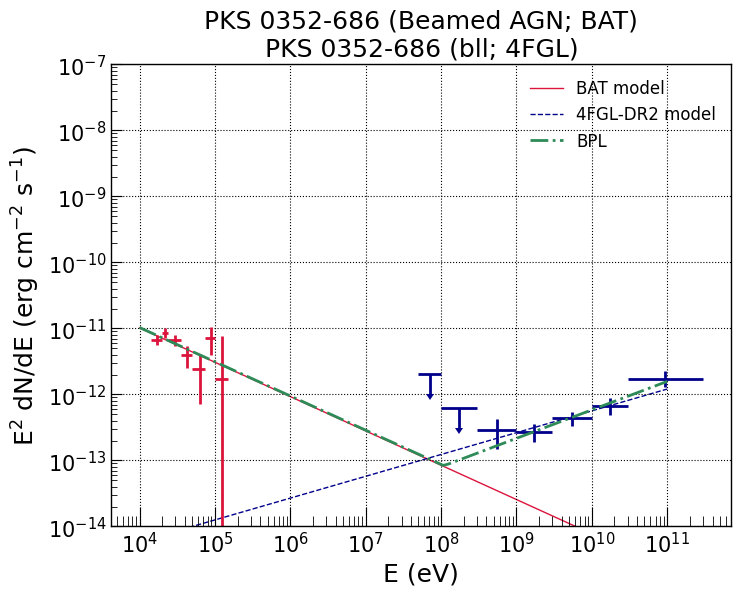 PKS 0352-686 (Beamed AGN; BAT)
PKS 0352-686 (bll; 4FGL)
BAT model
4FGL-DR2 model
BPL
10⁻⁷
10⁻⁸
10⁻⁹
10⁻¹⁰
10⁻¹¹
10⁻¹²
10⁻¹³
10⁻¹⁴
E² dN/dE (erg cm⁻² s⁻¹)
10⁴ 10⁵ 10⁶ 10⁷ 10⁸ 10⁹ 10¹⁰ 10¹¹
E (eV)